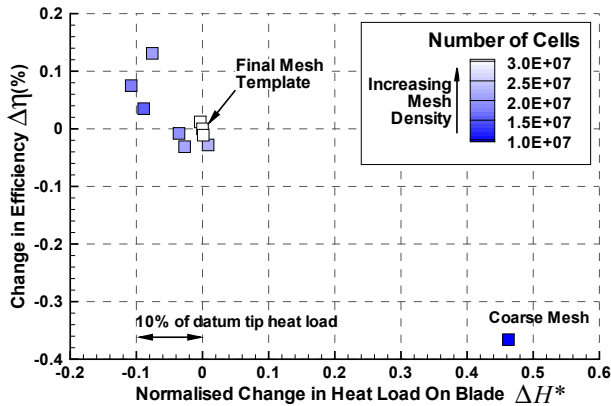 0.2
0.1
0
-0.1
-0.2
-0.3
-0.4
Change in Efficiency Δη(%)
Final Mesh
Template
Number of Cells
Increasing
Mesh
Density
3.0E+07
2.5E+07
2.0E+07
1.5E+07
1.0E+07
10% of datum tip heat load
Coarse Mesh
-0.2 -0.1 0 0.1 0.2 0.3 0.4 0.5 0.6
Normalised Change in Heat Load On Blade ΔH*